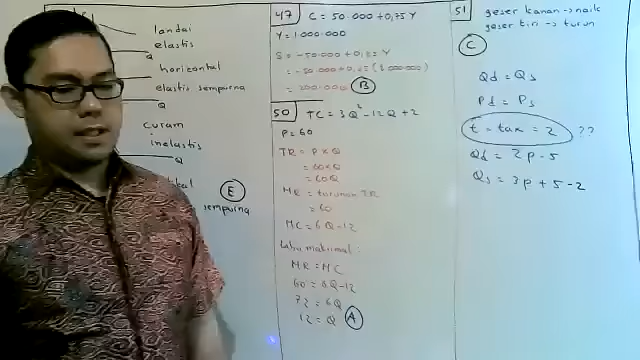 landai
elastis
Q
horizontal
elastis sempurna
Q
curam
inelastis
Q
E
sempurna
47 C = 50.000 + 0,75 Y
Y = 1.000.000
S = -50.000 + 0,25 Y
= -50.000 + 0,25 (1.000.000)
= 200.000 B
50 TC = 3Q² - 12Q + 2
P = 60
TR = P x Q
= 60 x Q
= 60Q
MR = turunan TR
= 60
MC = 6Q - 12
Laba maksimal:
MR = MC
60 = 6Q - 12
72 = 6Q
12 = Q A
51 geser kanan → naik
geser kiri → turun
C
Qd = Qs
Pd = Ps
t = tax = 2 ??
Qd = 2p - 5
Qs = 3p + 5 - 2